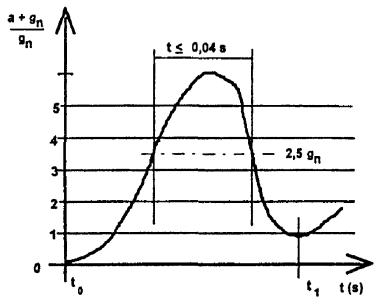 a + gn
gn
t ≤ 0,04 s
5
4
2,5 gn
3
2
1
0
t0
t1
t (s)